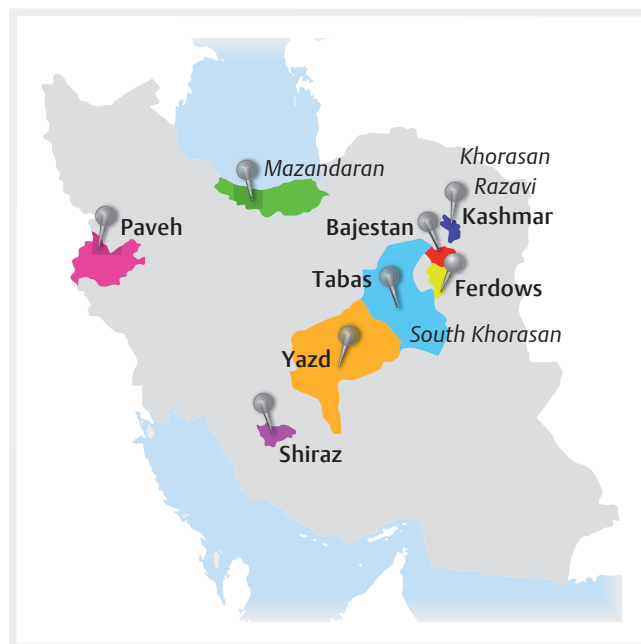 Khorasan
Mazandaran
Razavi
Kashmar
Paveh
Bajestan
Tabas
Ferdows
South Khorasan
Yazd
Shiraz